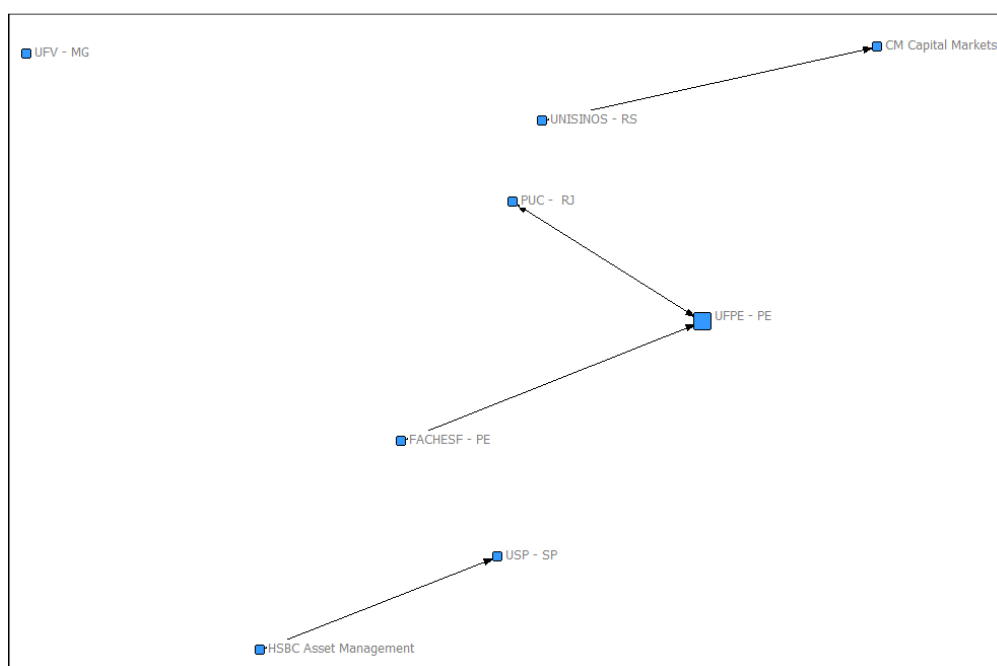 UFV - MG
CM Capital Markets
UNISINOS - RS
PUC - RJ
UFPE - PE
FACHESF - PE
USP - SP
HSBC Asset Management